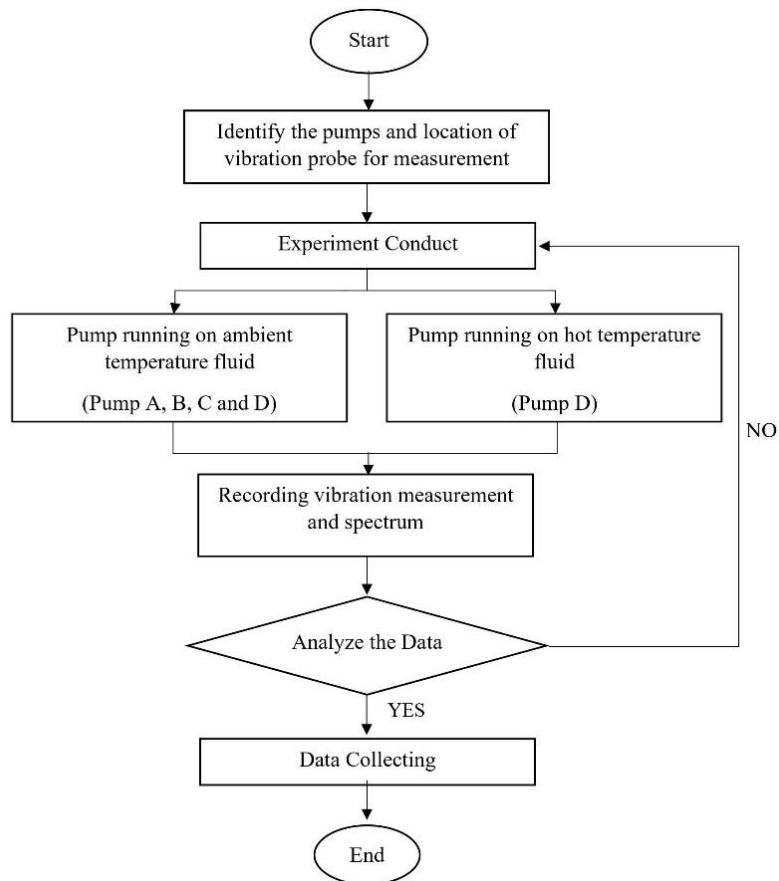 Start
Identify the pumps and location of
vibration probe for measurement
Experiment Conduct
Pump running on ambient
temperature fluid
(Pump A, B, C and D)
Pump running on hot temperature
fluid
(Pump D)
NO
Recording vibration measurement
and spectrum
Analyze the Data
YES
Data Collecting
End